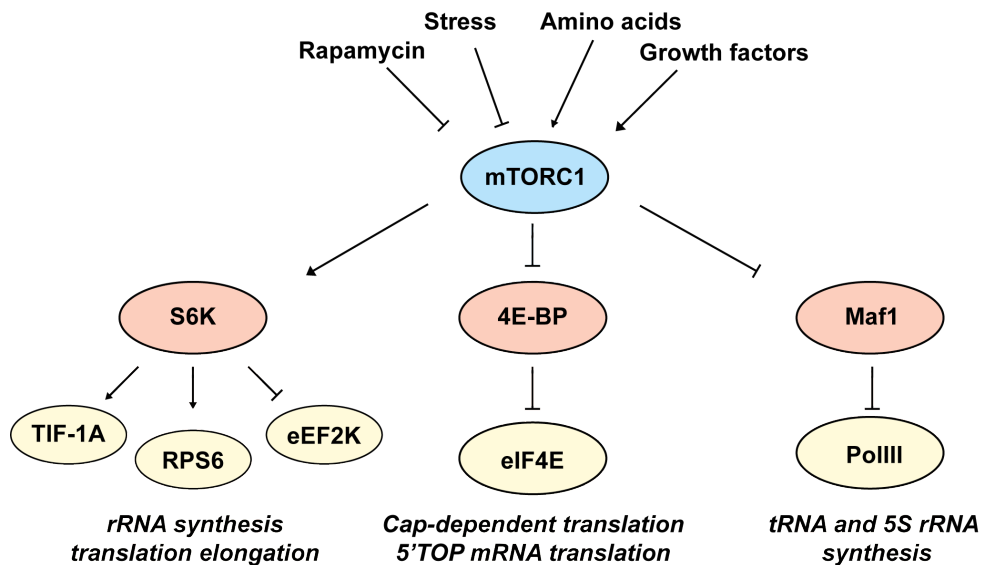 Stress
Amino acids
Rapamycin
Growth factors
mTORC1
S6K
4E-BP
Maf1
TIF-1A
RPS6
eEF2K
eIF4E
PolIII
rRNA synthesis
translation elongation
Cap-dependent translation
5’TOP mRNA translation
tRNA and 5S rRNA
synthesis